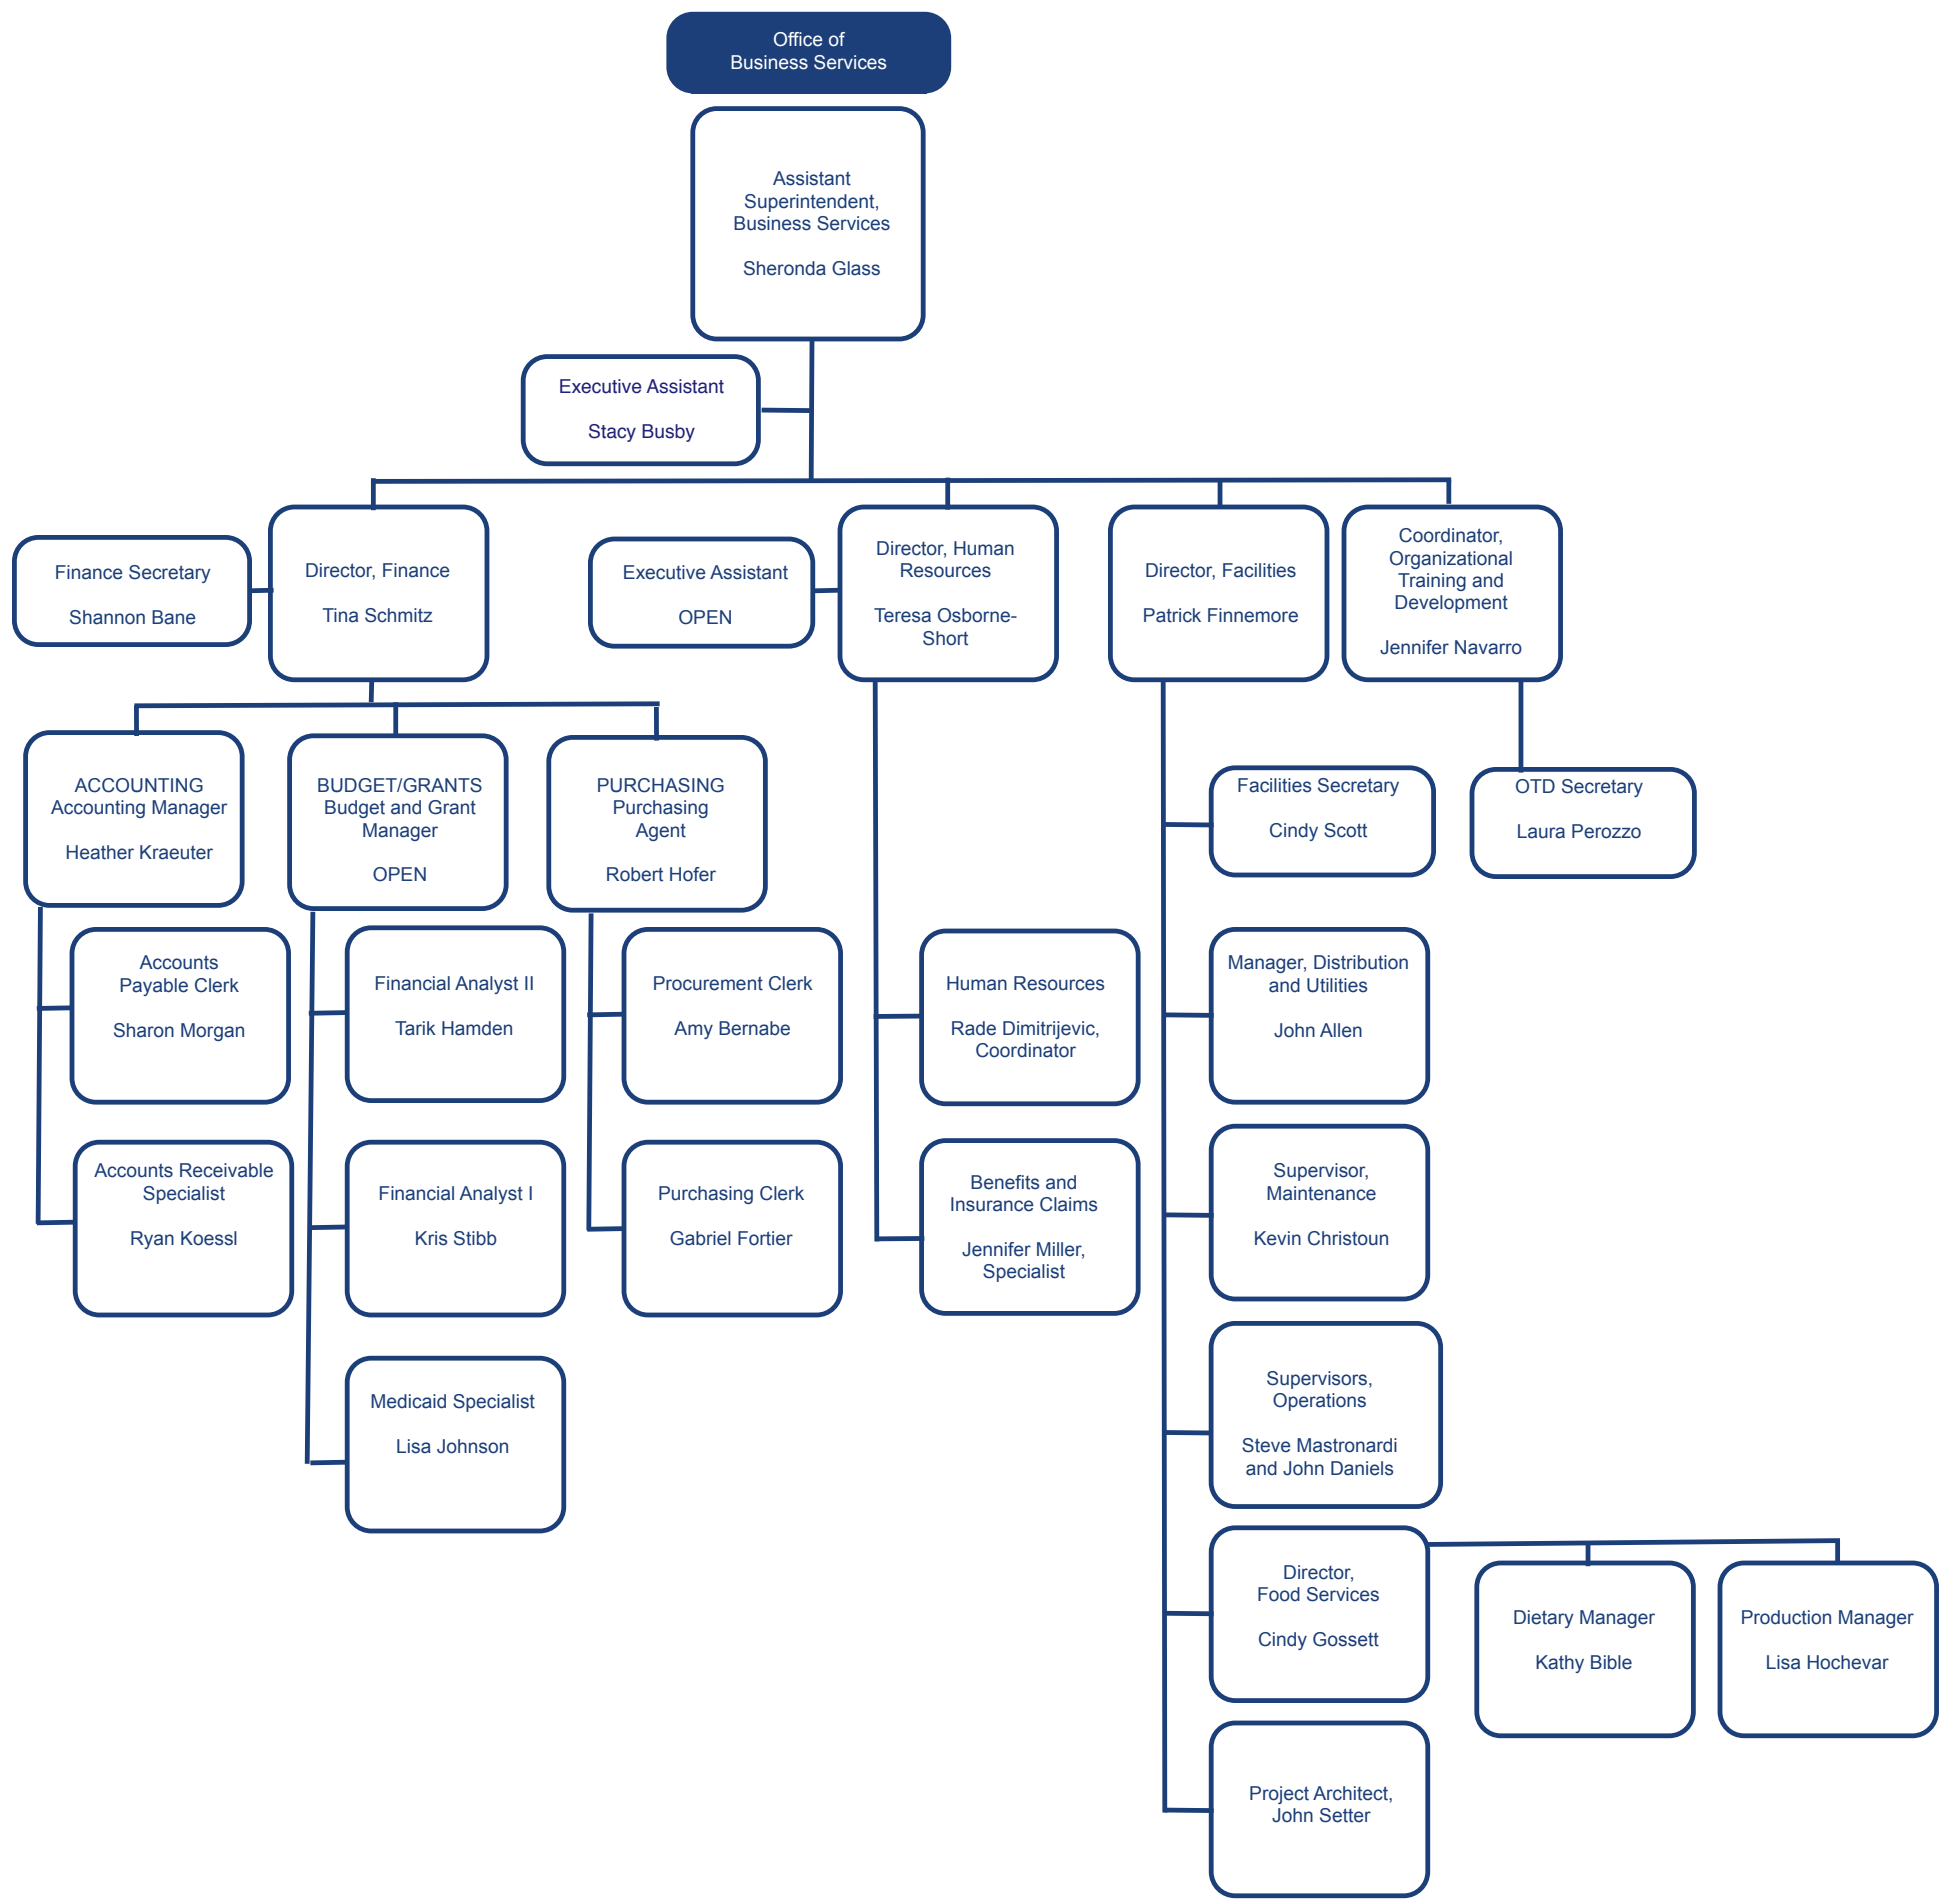 Office of
Business Services
Assistant
Superintendent,
Business Services
Sheronda Glass
Executive Assistant
Stacy Busby
Finance Secretary
Shannon Bane
Director, Finance
Tina Schmitz
Executive Assistant
OPEN
Director, Human
Resources
Teresa Osborne-
Short
Director, Facilities
Patrick Finnemore
Coordinator,
Organizational
Training and
Development
Jennifer Navarro
ACCOUNTING
Accounting Manager
Heather Kraeuter
BUDGET/GRANTS
Budget and Grant
Manager
OPEN
PURCHASING
Purchasing
Agent
Robert Hofer
Facilities Secretary
Cindy Scott
OTD Secretary
Laura Perozzo
Accounts
Payable Clerk
Sharon Morgan
Financial Analyst II
Tarik Hamden
Procurement Clerk
Amy Bernabe
Human Resources
Rade Dimitrijevic,
Coordinator
Manager, Distribution
and Utilities
John Allen
Accounts Receivable
Specialist
Ryan Koessl
Financial Analyst I
Kris Stibb
Purchasing Clerk
Gabriel Fortier
Benefits and
Insurance Claims
Jennifer Miller,
Specialist
Supervisor,
Maintenance
Kevin Christoun
Medicaid Specialist
Lisa Johnson
Supervisors,
Operations
Steve Mastronardi
and John Daniels
Director,
Food Services
Cindy Gossett
Dietary Manager
Kathy Bible
Production Manager
Lisa Hochevar
Project Architect,
John Setter